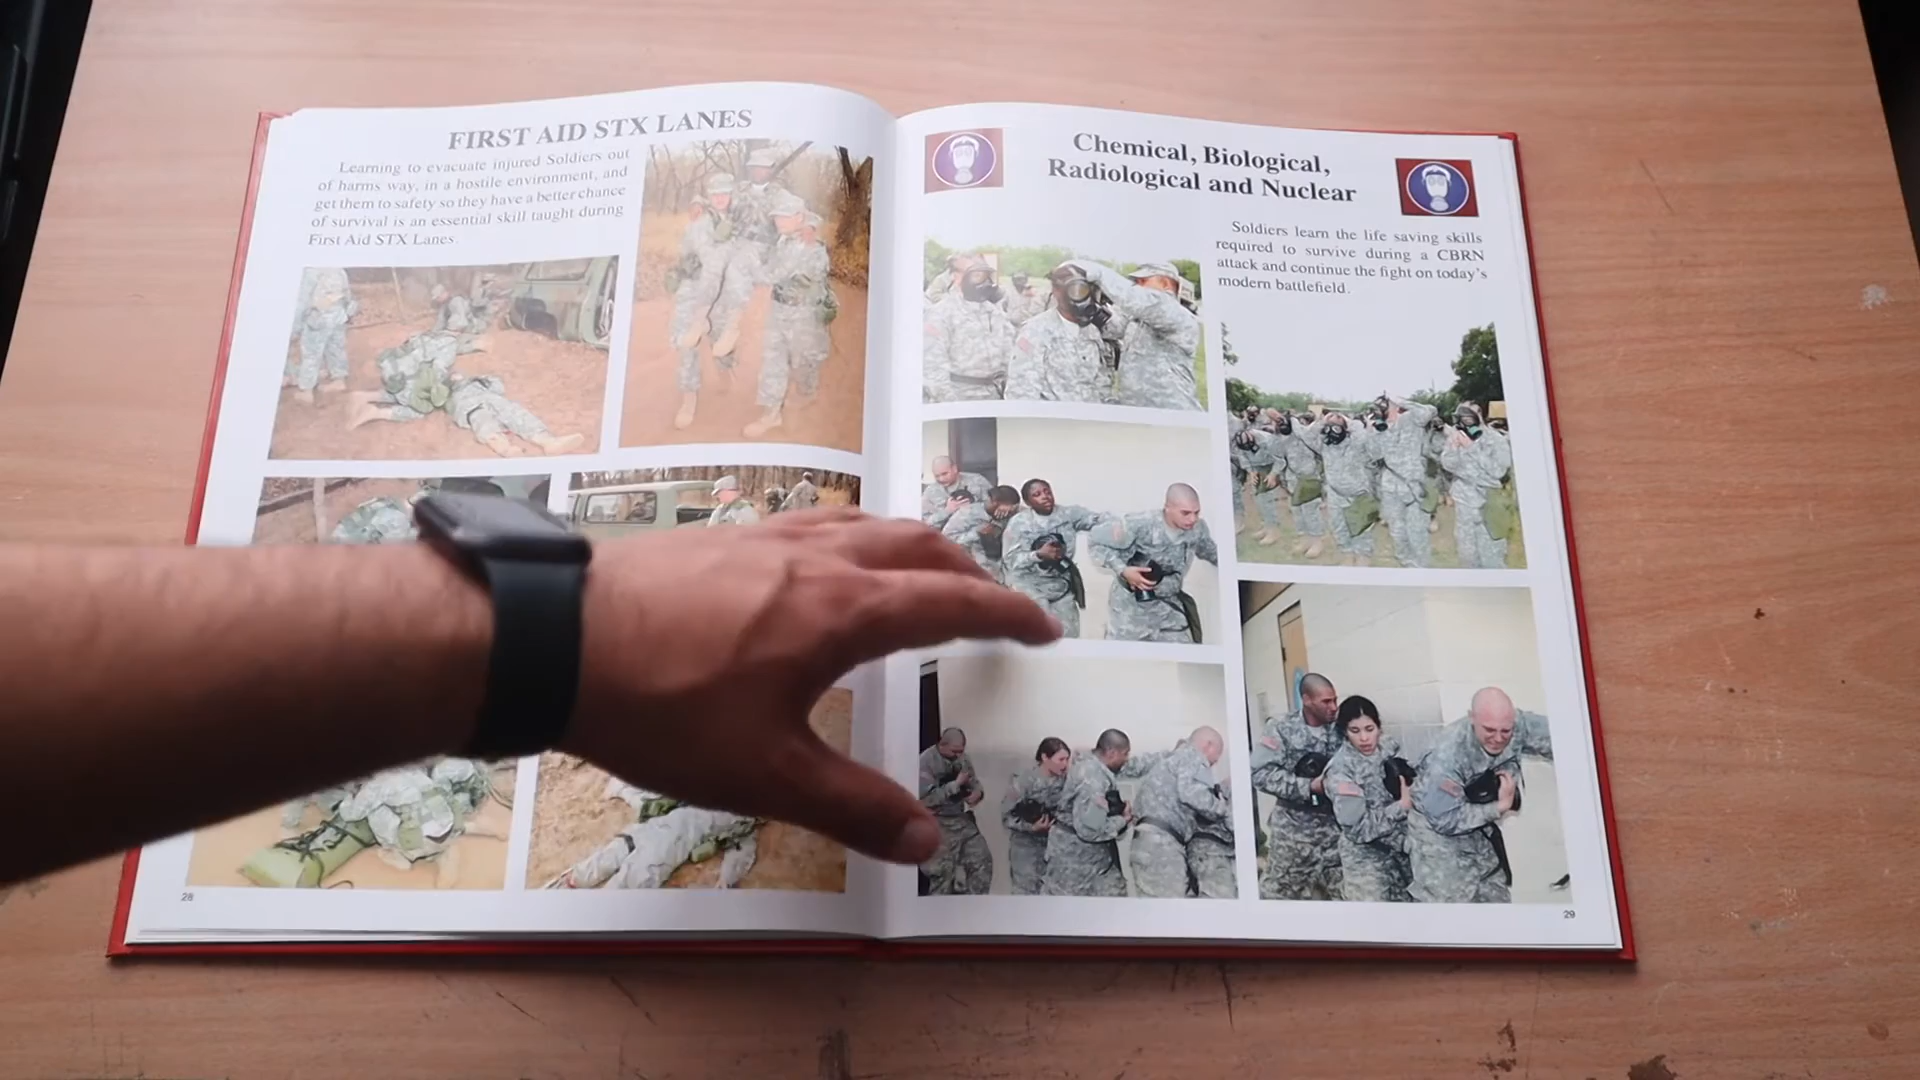 FIRST AID STX LANES
Learning to evacuate injured Soldiers out
of harms way, in a hostile environment, and
get them to safety so they have a better chance
of survival is an essential skill taught during
First Aid STX Lanes.
28
Chemical, Biological,
Radiological and Nuclear
Soldiers learn the life saving skills
required to survive during a CBRN
attack and continue the fight on today's
modern battlefield.
29